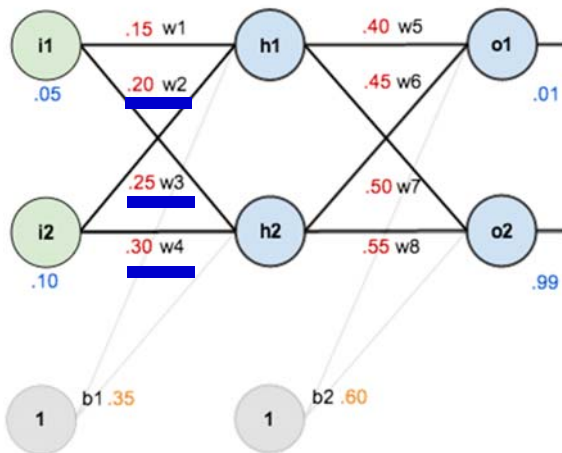 i1 .15 w1 h1 .40 w5 o1
.05 .20 w2 .45 w6 .01
.25 w3 .50 w7
i2 .30 w4 h2 .55 w8 o2
.10 .99
1 b1 .35 1 b2 .60